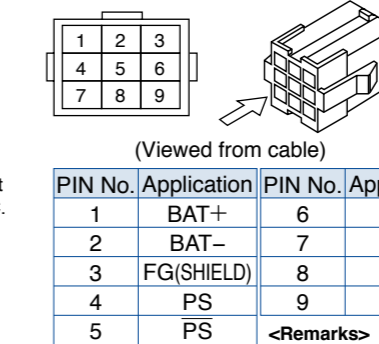 1 2 3
4 5 6
7 8 9
(Viewed from cable)
PIN No. Application PIN No.
1 BAT+ 6
2 BAT− 7
3 FG(SHIELD) 8
4 PS 9
5 P̅S̅ <Remarks>